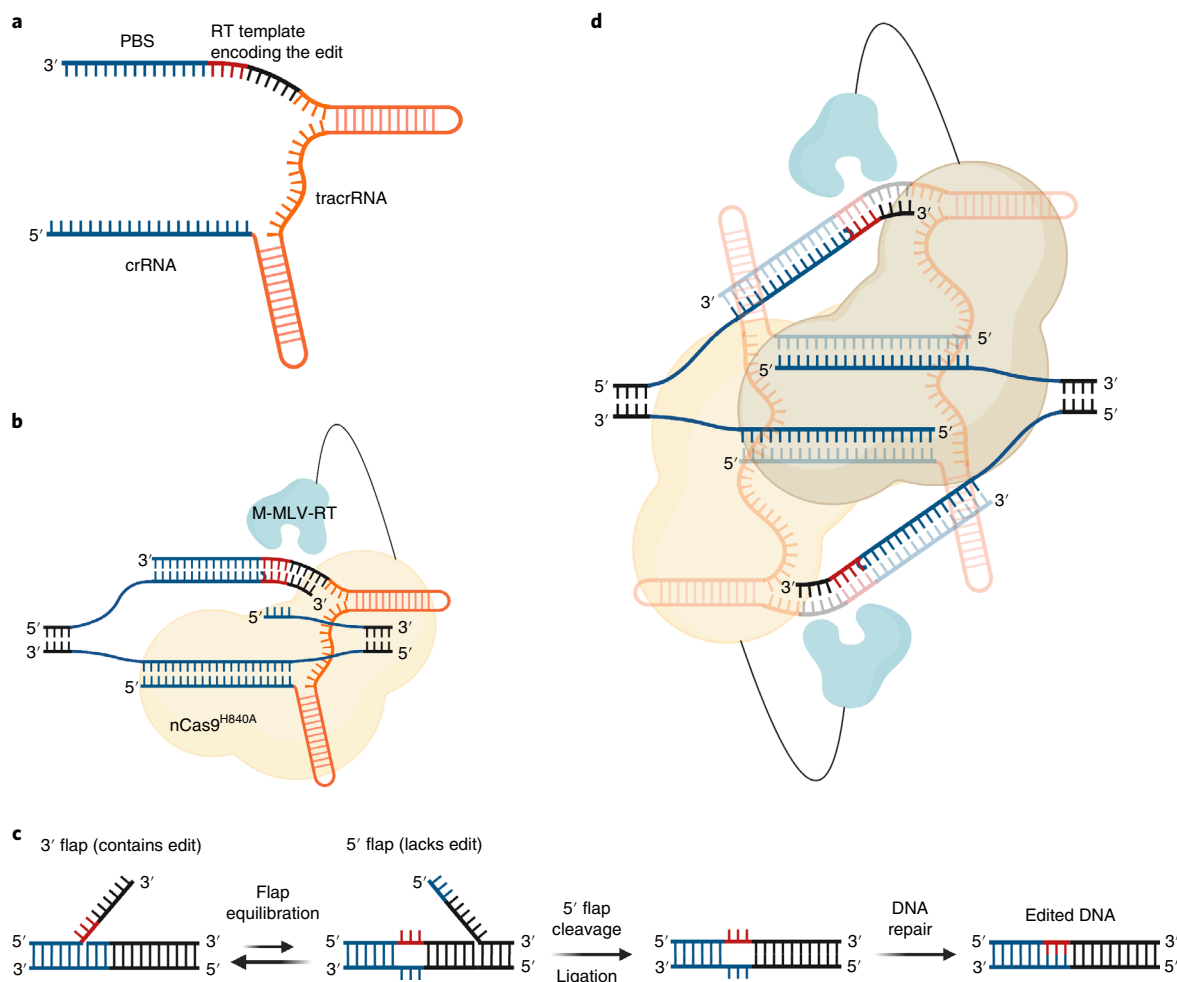 a
PBS
RT template
encoding the edit
3′
tracrRNA
5′
crRNA
b
M-MLV-RT
3′
3′
5′
5′ 3′
3′ 5′
5′
nCas9H840A
c
3′ flap (contains edit)
3′
5′ 3′
3′ 5′
Flap
equilibration
5′ flap (lacks edit)
5′
5′ 3′
3′ 5′
5′ flap
cleavage
Ligation
5′ 3′
3′ 5′
DNA
repair
Edited DNA
5′ 3′
3′ 5′
d
3′
3′
5′
5′
5′ 3′
3′ 5′
5′
5′
3′
3′